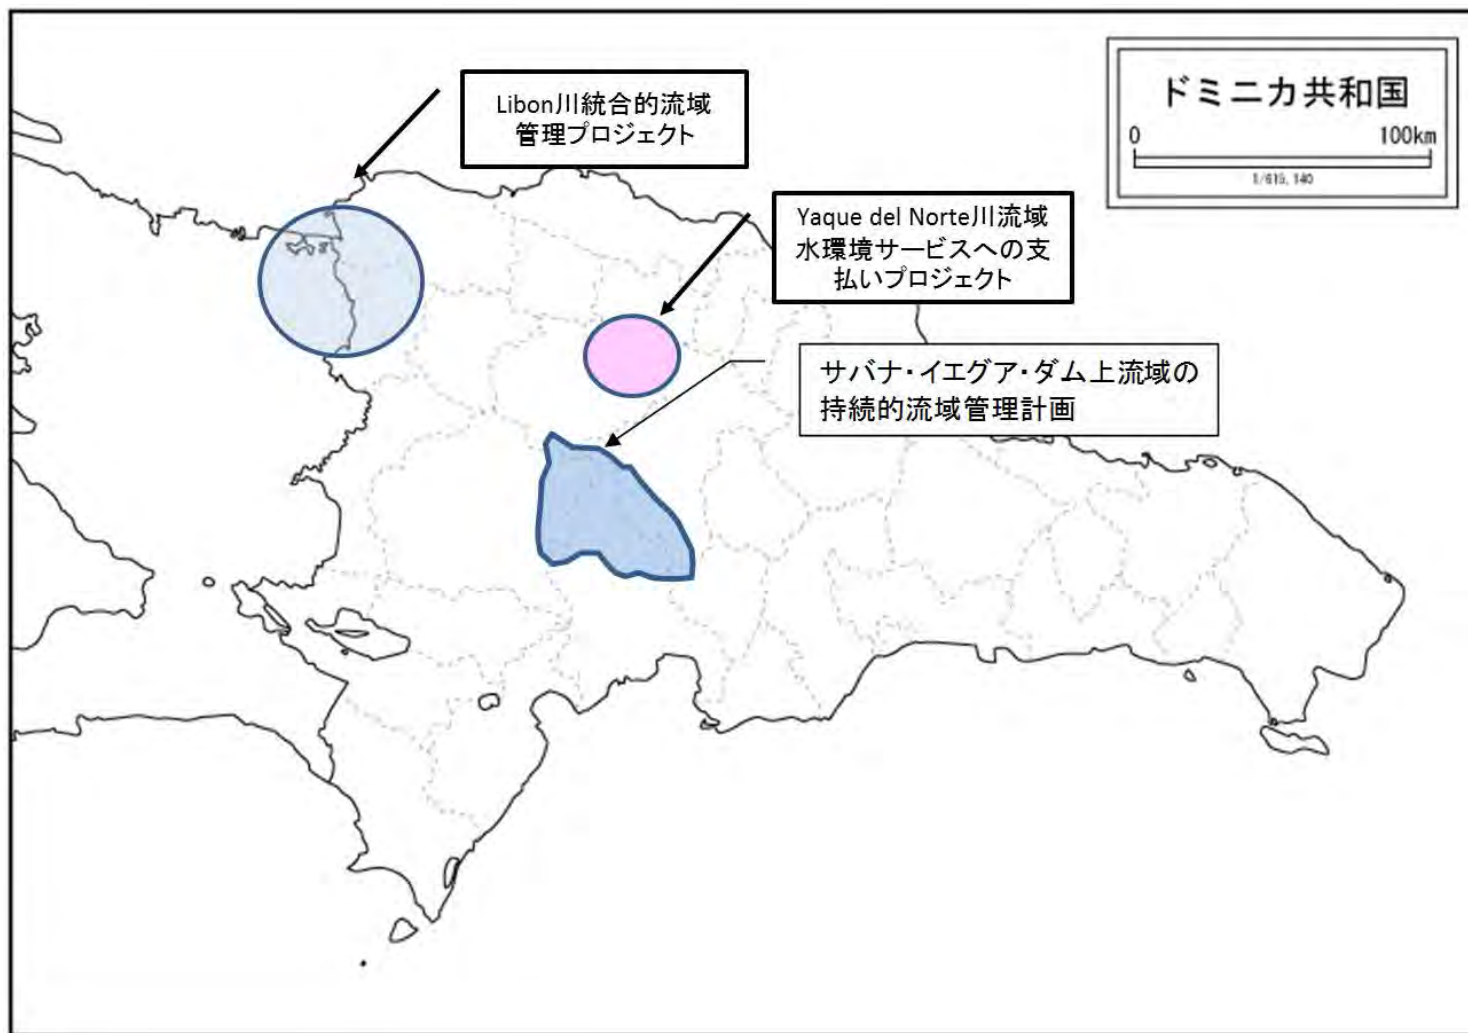 ドミニカ共和国
0 100km
1/619,140
Libon川統合的流域
管理プロジェクト
Yaque del Norte川流域
水環境サービスへの支
払いプロジェクト
サバナ・イエグア・ダム上流域の
持続的流域管理計画